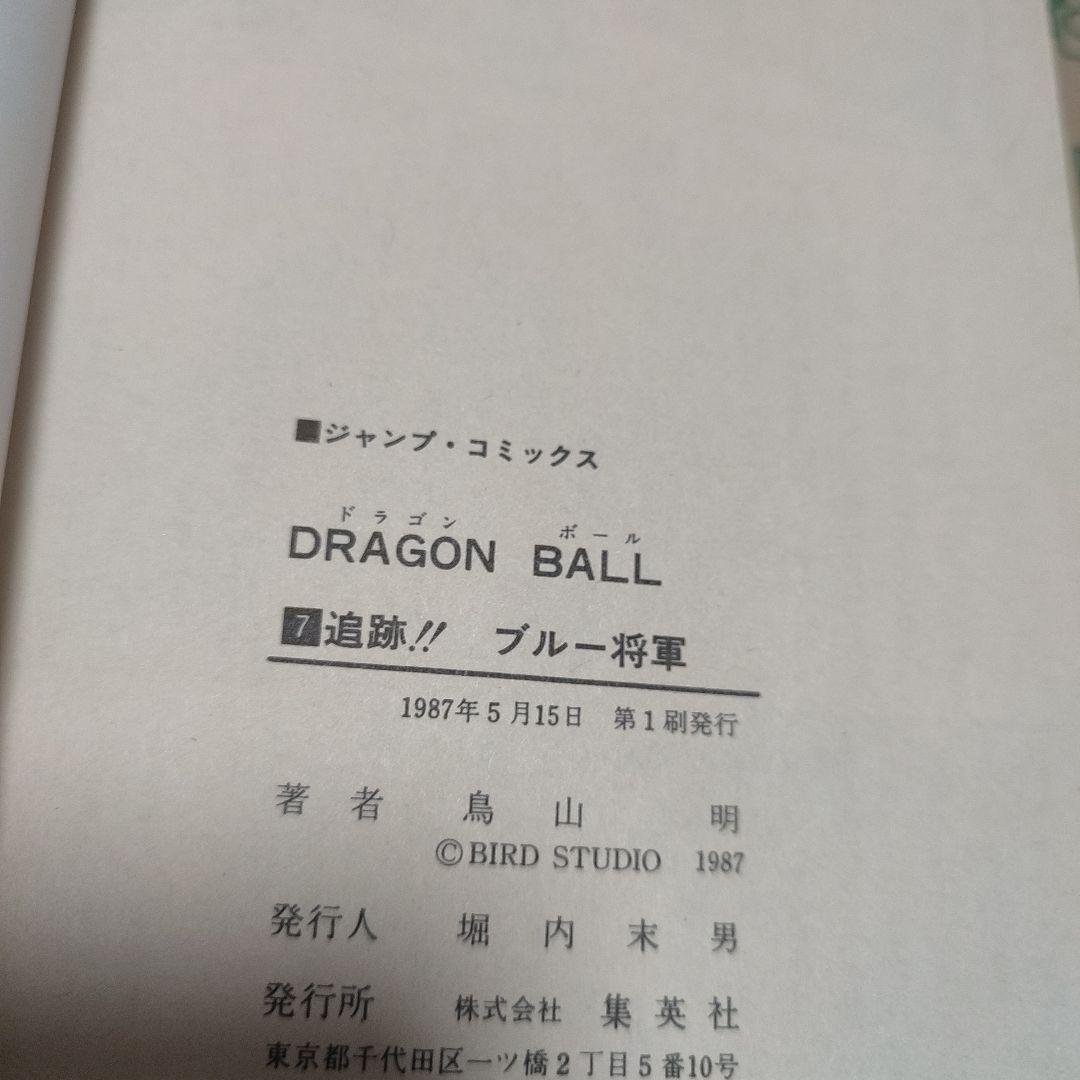 ■ジャンプ・コミックス
ドラゴン ボール
DRAGON BALL
7追跡!! ブルー将軍
1987年5月15日 第1刷発行
著者 鳥山 明
©BIRD STUDIO 1987
発行人 堀内末男
発行所 株式会社 集英社
東京都千代田区一ツ橋2丁目5番10号